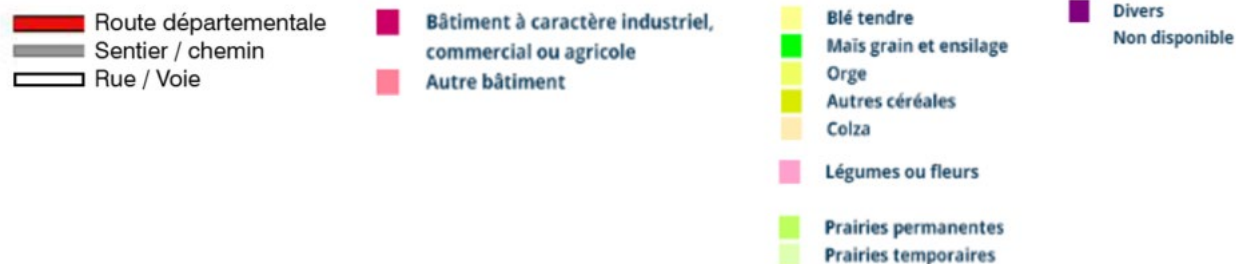 Route départementale
Sentier / chemin
Rue / Voie
Bâtiment à caractère industriel,
commercial ou agricole
Autre bâtiment
Blé tendre
Maïs grain et ensilage
Orge
Autres céréales
Colza
Légumes ou fleurs
Prairies permanentes
Prairies temporaires
Divers
Non disponible